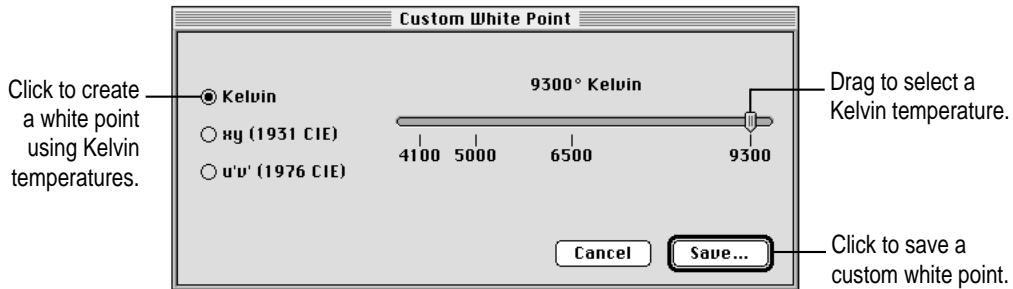 Custom White Point
Click to create
a white point
using Kelvin
temperatures.
Kelvin
xy (1931 CIE)
u'v' (1976 CIE)
9300° Kelvin
4100 5000 6500 9300
Drag to select a
Kelvin temperature.
Cancel
Save...
Click to save a
custom white point.